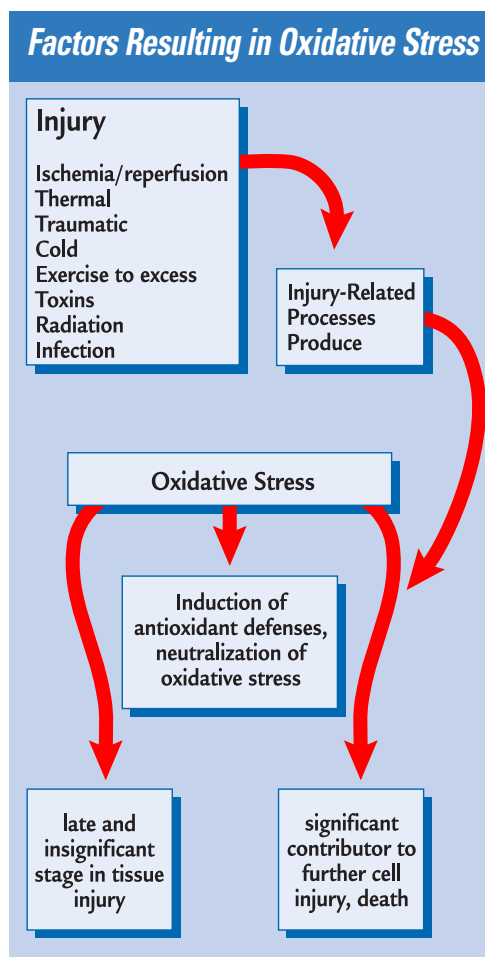 Factors Resulting in Oxidative Stress
Injury
Ischemia/reperfusion
Thermal
Traumatic
Cold
Exercise to excess
Toxins
Radiation
Infection
Injury-Related
Processes
Produce
Oxidative Stress
Induction of
antioxidant defenses,
neutralization of
oxidative stress
late and
insignificant
stage in tissue
injury
significant
contributor to
further cell
injury, death